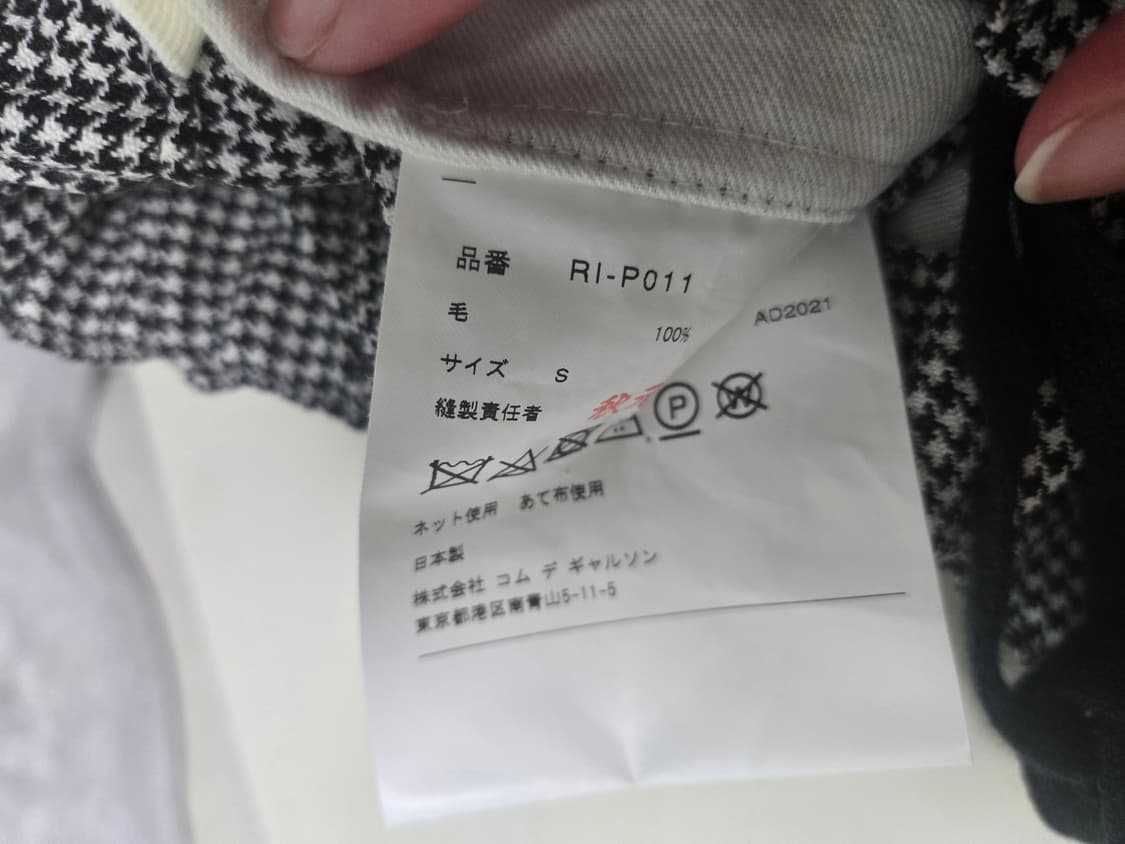 品番 RI-P011
毛 100% AD2021
サイズ S
縫製責任者
P W
ネット使用 あて布使用
日本製
株式会社 コム デ ギャルソン
東京都港区南青山5-11-5